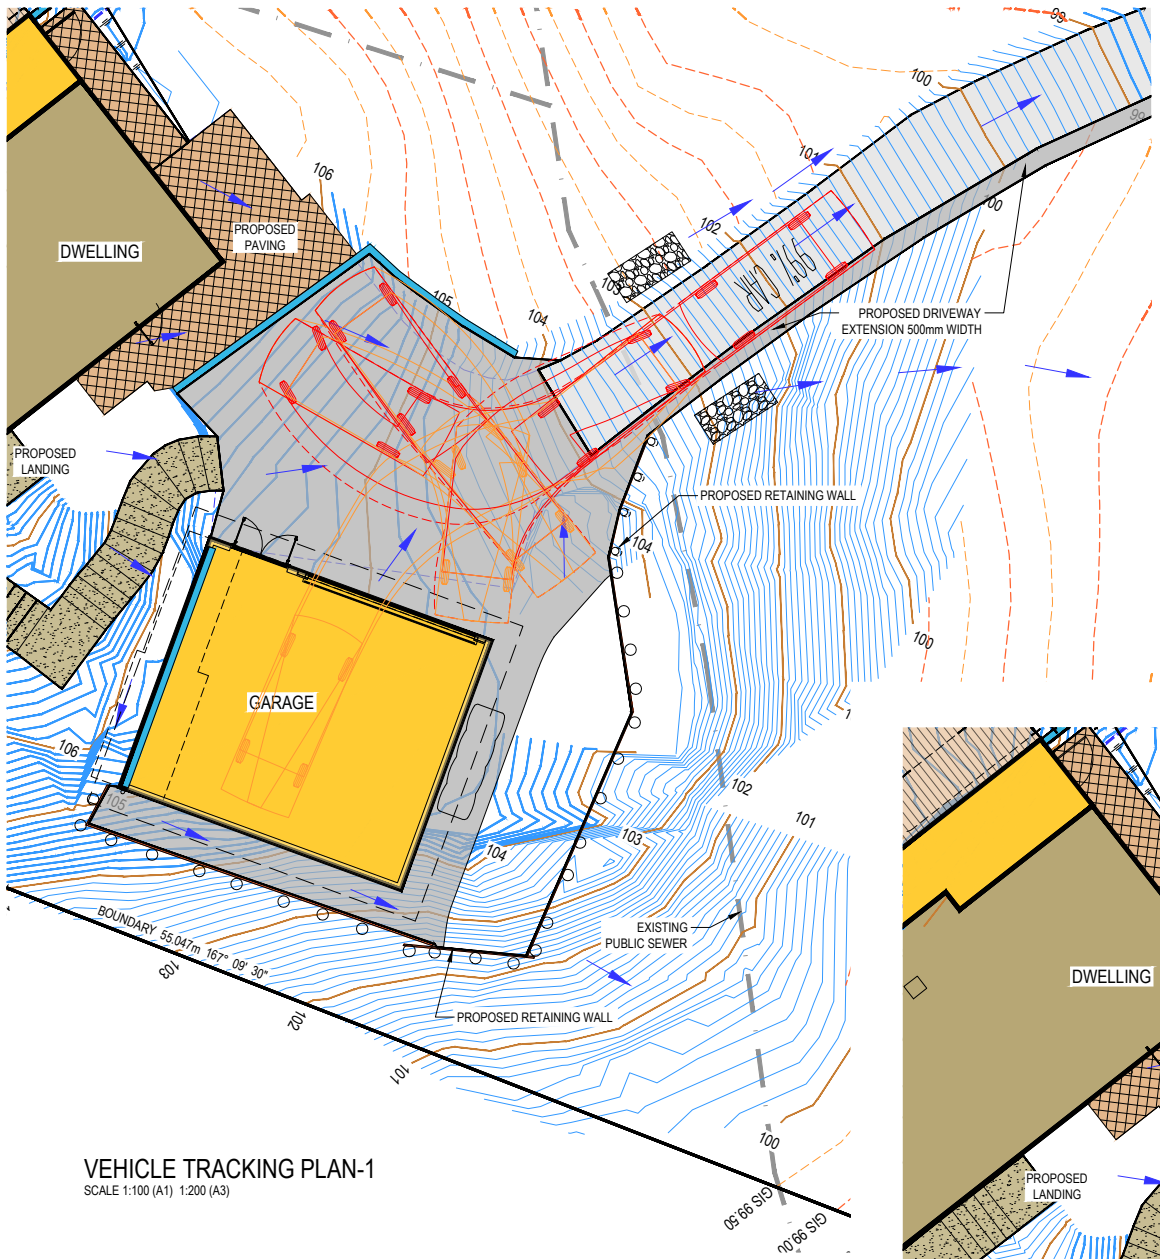 99
100
99
101
106
100
102
PROPOSED
PAVING
DWELLING
99% CAR
103
105
104
PROPOSED DRIVEWAY
EXTENSION 500mm WIDTH
PROPOSED
LANDING
PROPOSED RETAINING WALL
104
100
GARAGE
106
102
105
101
103
104
BOUNDARY 55.047m 167° 09' 30"
EXISTING
PUBLIC SEWER
103
DWELLING
102
PROPOSED RETAINING WALL
101
100
VEHICLE TRACKING PLAN-1
SCALE 1:100 (A1) 1:200 (A3)
PROPOSED
LANDING
GIS 99.50
GIS 99.00